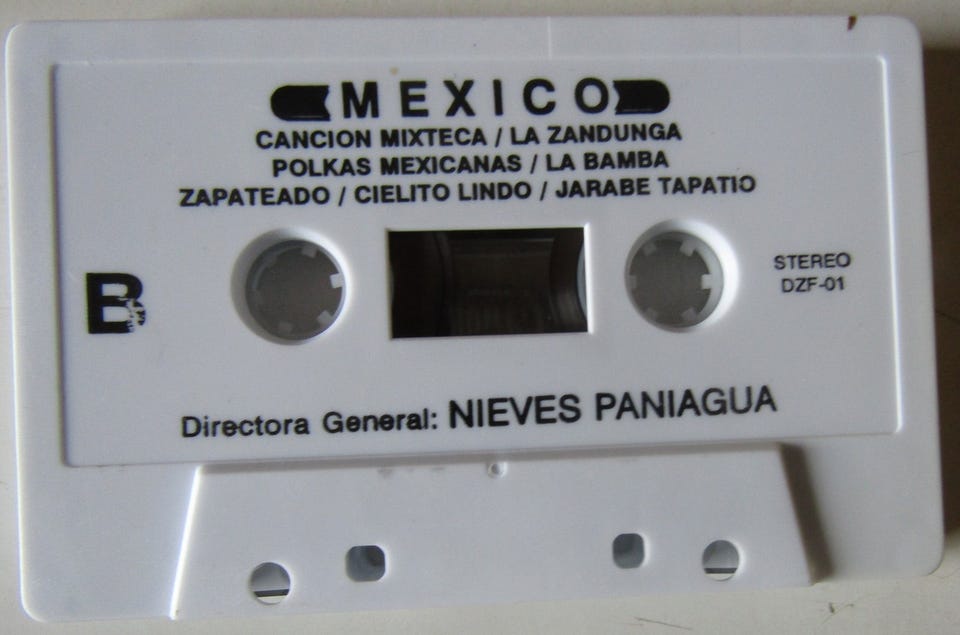 MEXICO
CANCION MIXTECA / LA ZANDUNGA
POLKAS MEXICANAS / LA BAMBA
ZAPATEADO / CIELITO LINDO / JARABE TAPATIO
B
STEREO
DZF-01
Directora General: NIEVES PANIAGUA